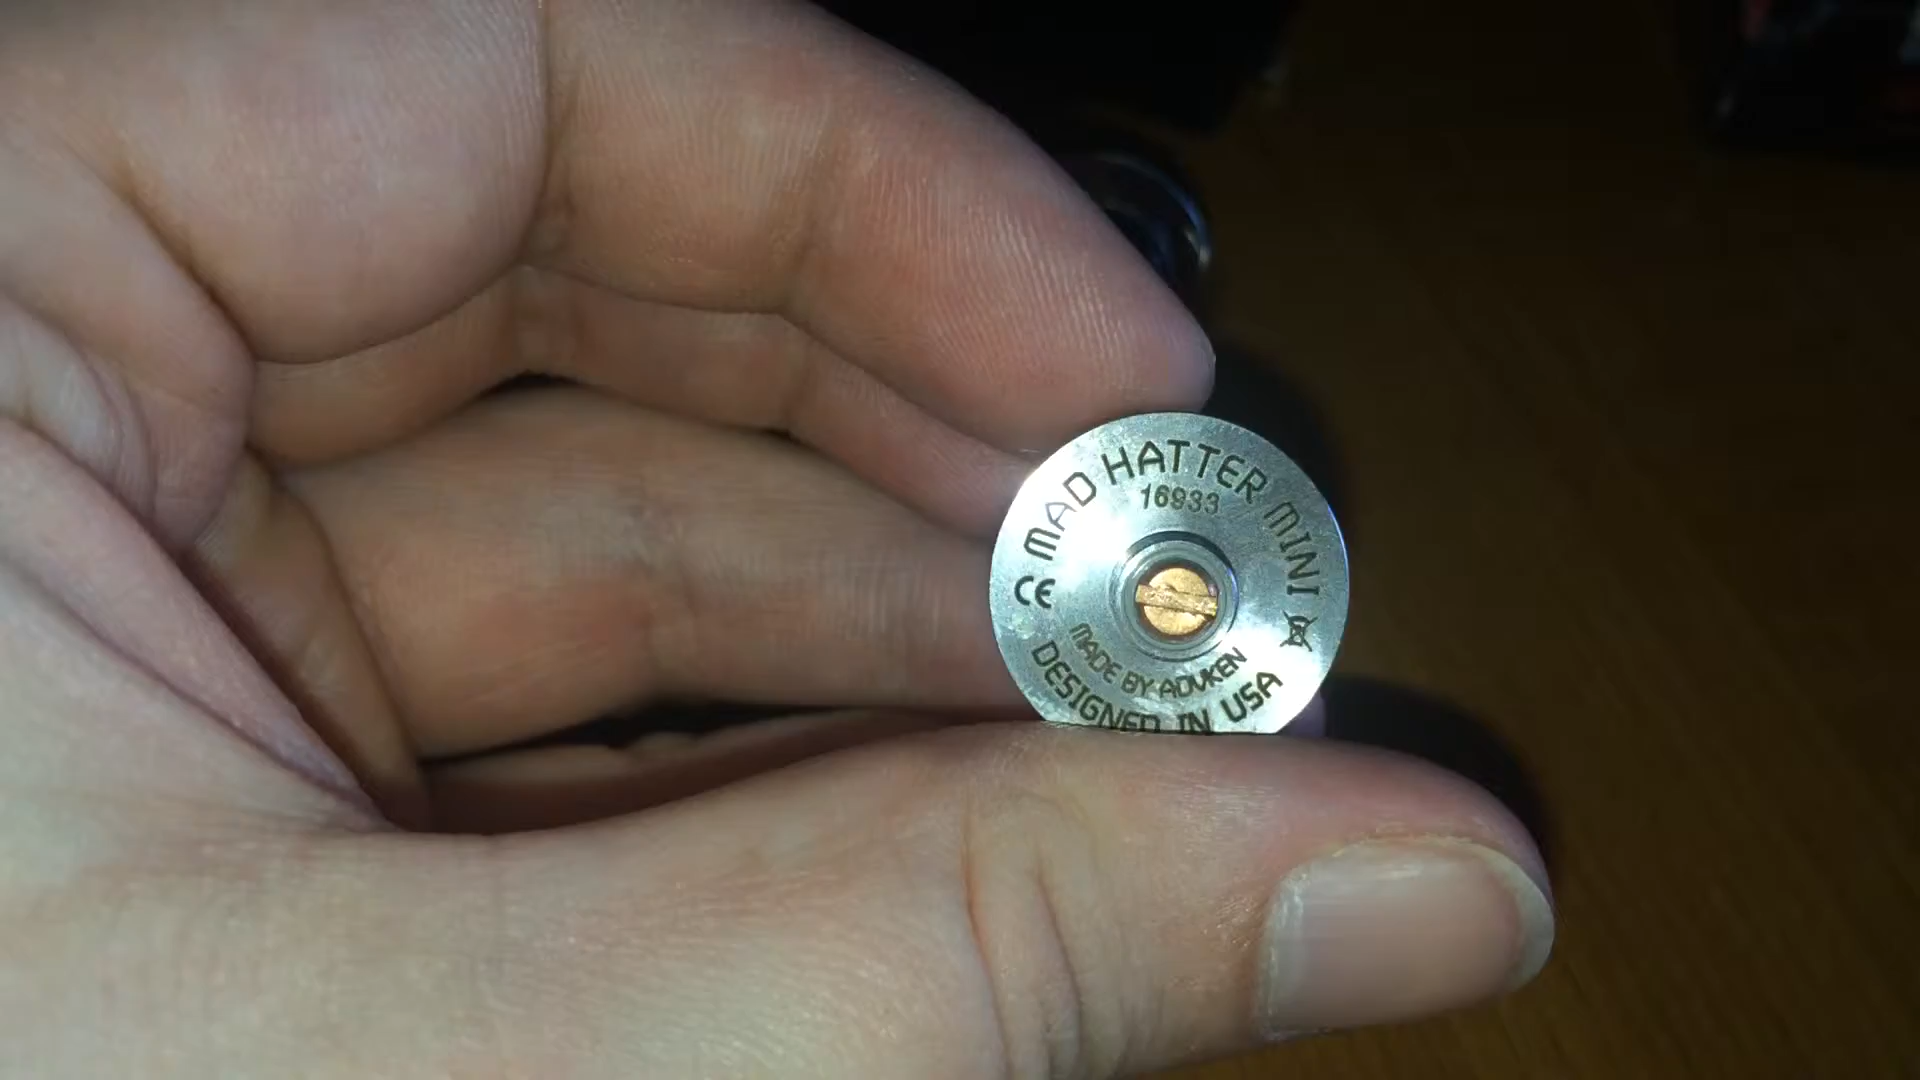 MAD HATTER MINI
16933
CE
MADE BY ADVKEN
DESIGNED IN USA